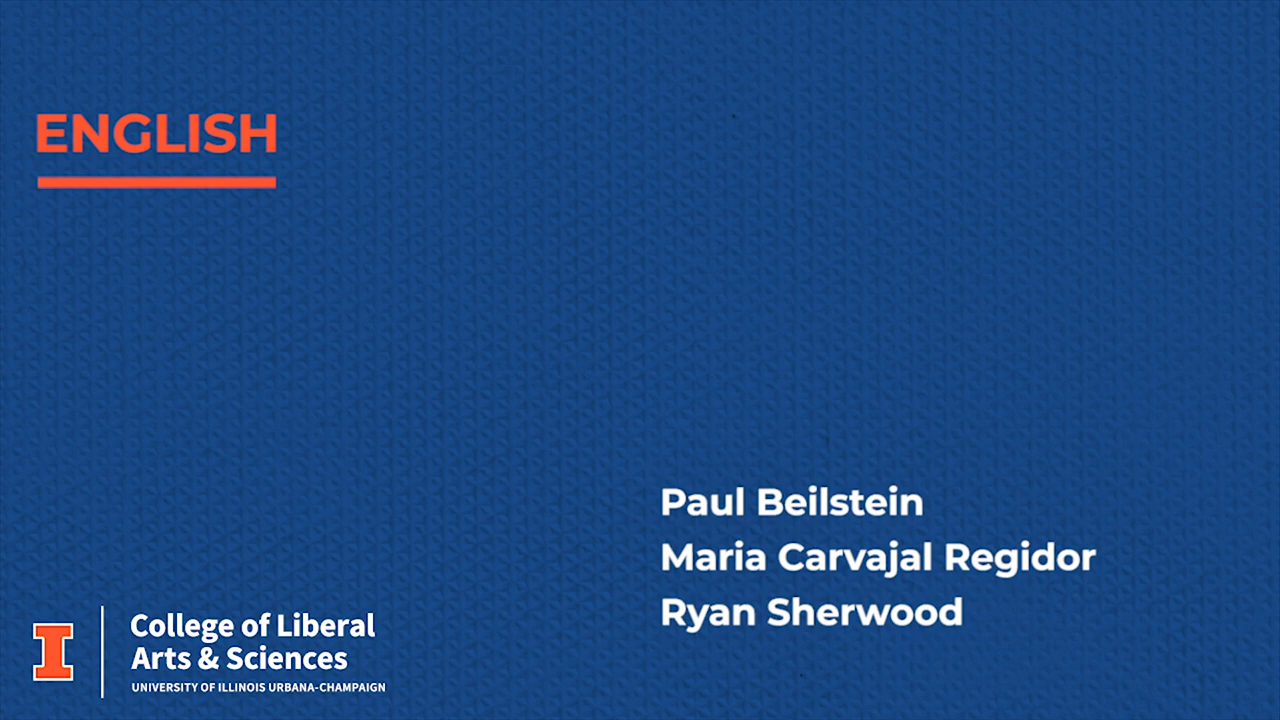 ENGLISH
Paul Beilstein
Maria Carvajal Regidor
Ryan Sherwood
I
College of Liberal
Arts & Sciences
UNIVERSITY OF ILLINOIS URBANA-CHAMPAIGN